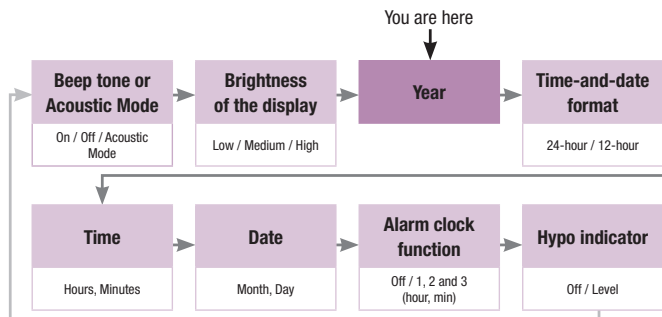 You are here
Beep tone or
Acoustic Mode
On / Off / Acoustic
Mode
Brightness
of the display
Low / Medium / High
Year
Time-and-date
format
24-hour / 12-hour
Time
Hours, Minutes
Date
Month, Day
Alarm clock
function
Off / 1, 2 and 3
(hour, min)
Hypo indicator
Off / Level